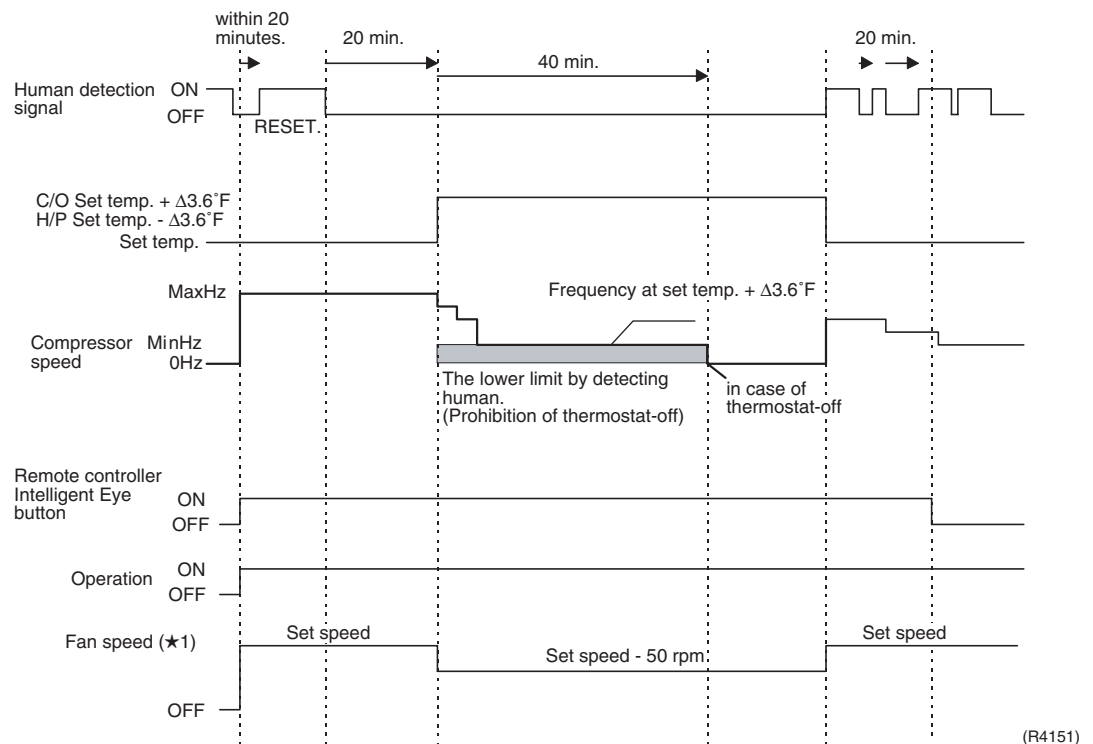 within 20
minutes.
20 min.
40 min.
20 min.
Human detection
signal
ON
OFF
RESET.
C/O Set temp. + Δ3.6˚F
H/P Set temp. - Δ3.6˚F
Set temp.
MaxHz
Frequency at set temp. + Δ3.6˚F
Compressor
speed
MinHz
0Hz
The lower limit by detecting
human.
(Prohibition of thermostat-off)
in case of
thermostat-off
Remote controller
Intelligent Eye
button
ON
OFF
Operation
ON
OFF
Fan speed (★1)
Set speed
Set speed - 50 rpm
Set speed
OFF
(R4151)